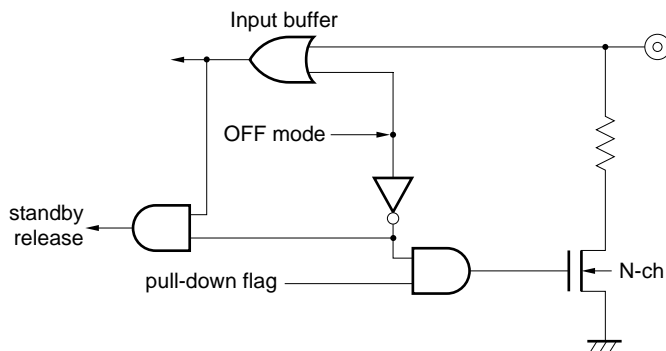 Input buffer
OFF mode
standby
release
pull-down flag
N-ch